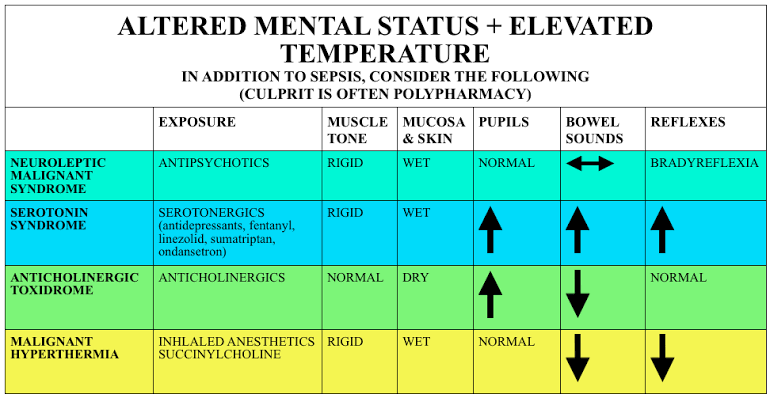 ALTERED MENTAL STATUS + ELEVATED
TEMPERATURE
IN ADDITION TO SEPSIS, CONSIDER THE FOLLOWING
(CULPRIT IS OFTEN POLYPHARMACY)
EXPOSURE
MUSCLE
TONE
MUCOSA
& SKIN
PUPILS
BOWEL
SOUNDS
REFLEXES
NEUROLEPTIC
MALIGNANT
SYNDROME
ANTIPSYCHOTICS
RIGID
WET
NORMAL
BRADYREFLEXIA
SEROTONIN
SYNDROME
SEROTONERGICS
(antidepressants, fentanyl,
linezolid, sumatriptan,
ondansetron)
RIGID
WET
ANTICHOLINERGIC
TOXIDROME
ANTICHOLINERGICS
NORMAL
DRY
NORMAL
MALIGNANT
HYPERTHERMIA
INHLALED ANESTHETICS
SUCCINYLCHOLINE
RIGID
WET
NORMAL